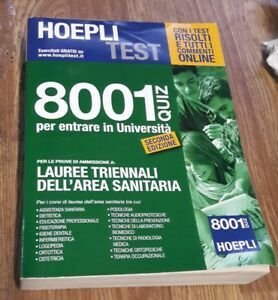 HOEPLI
TEST
Esercitati GRATIS su
www.hoeplitest.it
CON I TEST
RISOLTI
E TUTTI I
COMMENTI
ONLINE
8001 QUIZ
per entrare in Università
SECONDA
EDIZIONE
PER LE PROVE DI AMMISSIONE A:
LAUREE TRIENNALI
DELL'AREA SANITARIA
Per i corsi di laurea dell'area sanitaria tra cui:
• ASSISTENZA SANITARIA
• DIETISTICA
• EDUCAZIONE PROFESSIONALE
• FISIOTERAPIA
• IGIENE DENTALE
• INFERMIERISTICA
• LOGOPEDIA
• ORTOTTICA
• OSTETRICIA
• PODOLOGIA
• TECNICHE AUDIOPROTESICHE
• TECNICHE DELLA PREVENZIONE
• TECNICHE DI LABORATORIO
BIOMEDICO
• TECNICHE DI RADIOLOGIA
MEDICA
• TECNICHE ORTOPEDICHE
• TERAPIA OCCUPAZIONALE
8001 QUIZ
HOEPLI